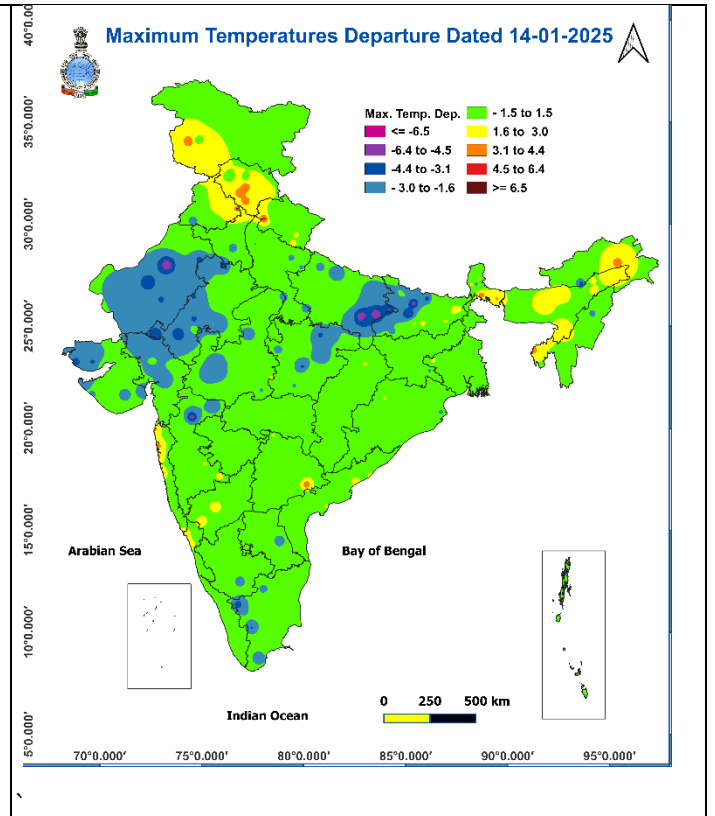 Maximum Temperatures Departure Dated 14-01-2025
Max. Temp. Dep.
<= -6.5
-6.4 to -4.5
-4.4 to -3.1
- 3.0 to -1.6
- 1.5 to 1.5
1.6 to 3.0
3.1 to 4.4
4.5 to 6.4
>= 6.5
40°0.000'
35°0.000'
30°0.000'
25°0.000'
20°0.000'
15°0.000'
10°0.000'
5°0.000'
Arabian Sea
Bay of Bengal
Indian Ocean
0 250 500 km
70°0.000' 75°0.000' 80°0.000' 85°0.000' 90°0.000' 95°0.000'
`